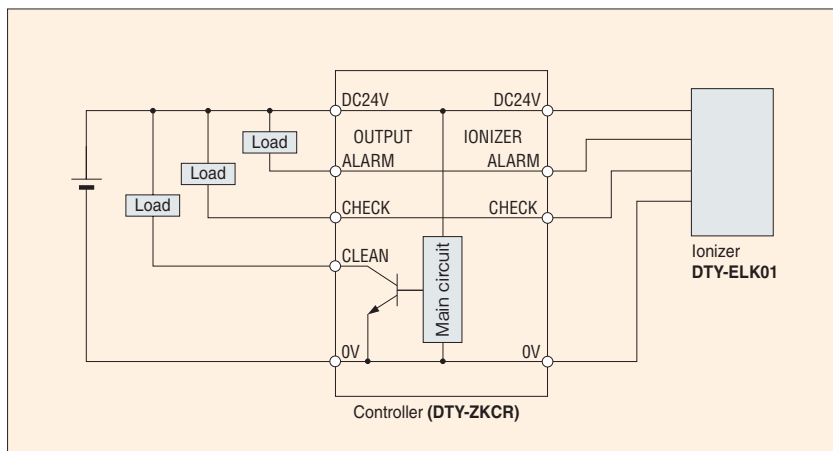 DC24V
DC24V
OUTPUT
IONIZER
Load
ALARM
ALARM
Load
Load
CHECK
CHECK
CLEAN
Main circuit
Ionizer
DTY-ELK01
0V
0V
Controller (DTY-ZKCR)